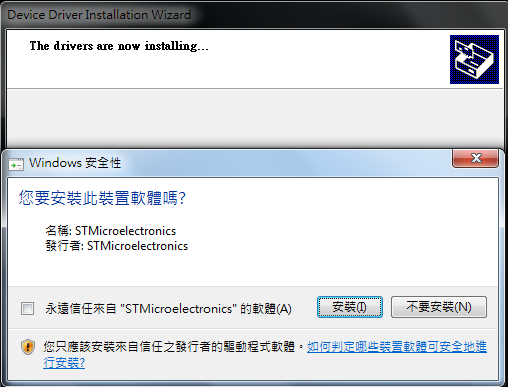 Device Driver Installation Wizard
The drivers are now installing...
Windows 安全性
您要安裝此裝置軟體嗎?
名稱: STMicroelectronics
發行者: STMicroelectronics
永遠信任來自 "STMicroelectronics" 的軟體(A)
安裝(I)
不要安裝(N)
您只應該安裝來自信任之發行者的驅動程式軟體。如何判定哪些裝置軟體可安全地進
行安裝?